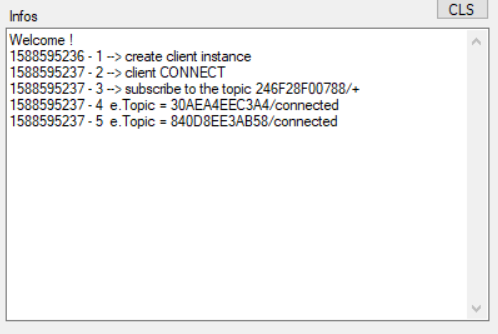 Infos
CLS
Welcome !
1588595236 - 1 --> create client instance
1588595237 - 2 --> client CONNECT
1588595237 - 3 --> subscribe to the topic 246F28F00788/+
1588595237 - 4  e.Topic = 30AEA4EEC3A4/connected
1588595237 - 5  e.Topic = 840D8EE3AB58/connected